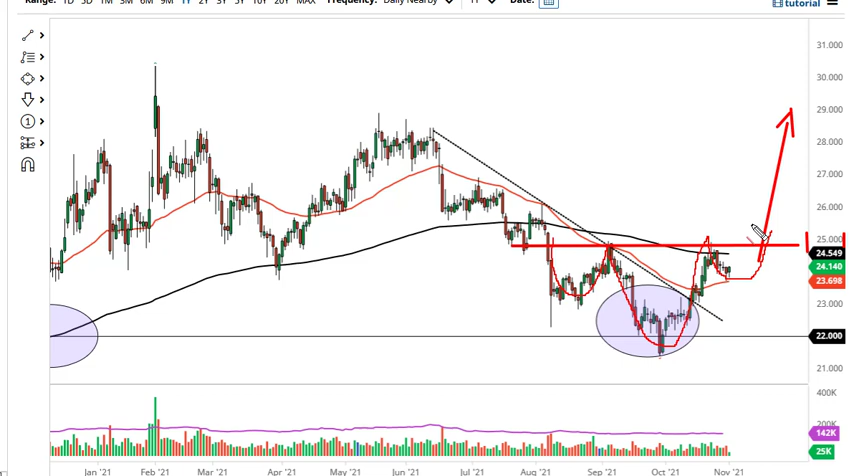 Range: 1D 5D 1M 3M 6M 9M 1Y 2Y 3Y 5Y 10Y 20Y MAX Frequency: Daily Nearby Date:
tutorial
31.000
30.000
29.000
28.000
27.000
26.000
25.000
24.549
24.140
23.698
23.000
22.000
21.000
400K
200K
142K
25K
Jan '21 Feb '21 Mar '21 Apr '21 May '21 Jun '21 Jul '21 Aug '21 Sep '21 Oct '21 Nov '21